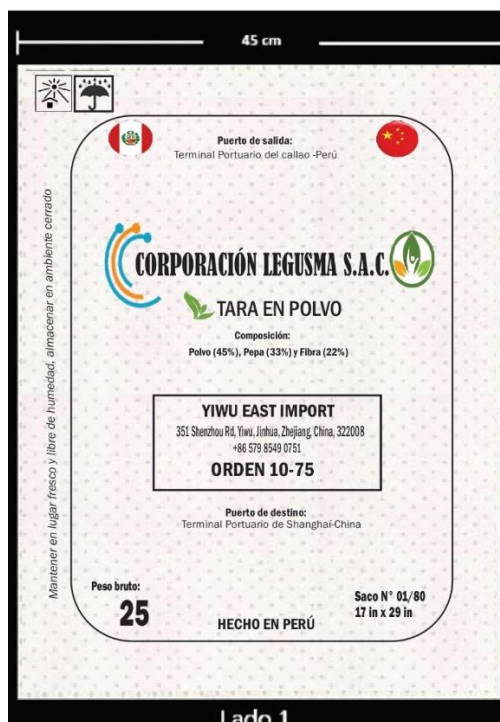 45 cm
Puerto de salida:
Terminal Portuario del callao -Perú
CORPORACIÓN LEGUSMA S.A.C.
TARA EN POLVO
Composición:
Polvo (45%), Pepa (33%) y Fibra (22%)
YIWU EAST IMPORT
351 Shenzhou Rd, Yiwu, Jinhua, Zhejiang, China, 322008
+86 579 8549 0751
ORDEN 10-75
Puerto de destino:
Terminal Portuario de Shanghai-China
Mantener en lugar fresco y libre de humedad, almacenar en ambiente cerrado
Peso bruto:
25
Saco N° 01/80
17 in x 29 in
HECHO EN PERÚ
Lado 1